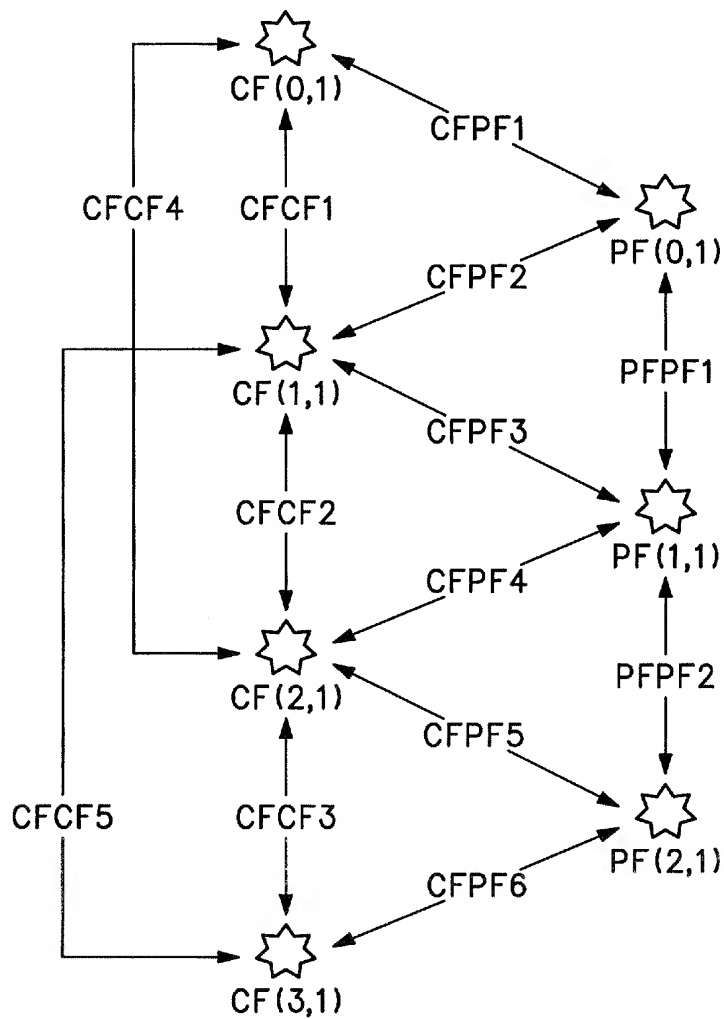 CF(0,1)
CFPF1
CFCF4
CFCF1
PF(0,1)
CFPF2
PFPF1
CF(1,1)
CFPF3
CFCF2
PF(1,1)
CFPF4
CF(2,1)
PFPF2
CFPF5
CFCF5
CFCF3
PF(2,1)
CFPF6
CF(3,1)